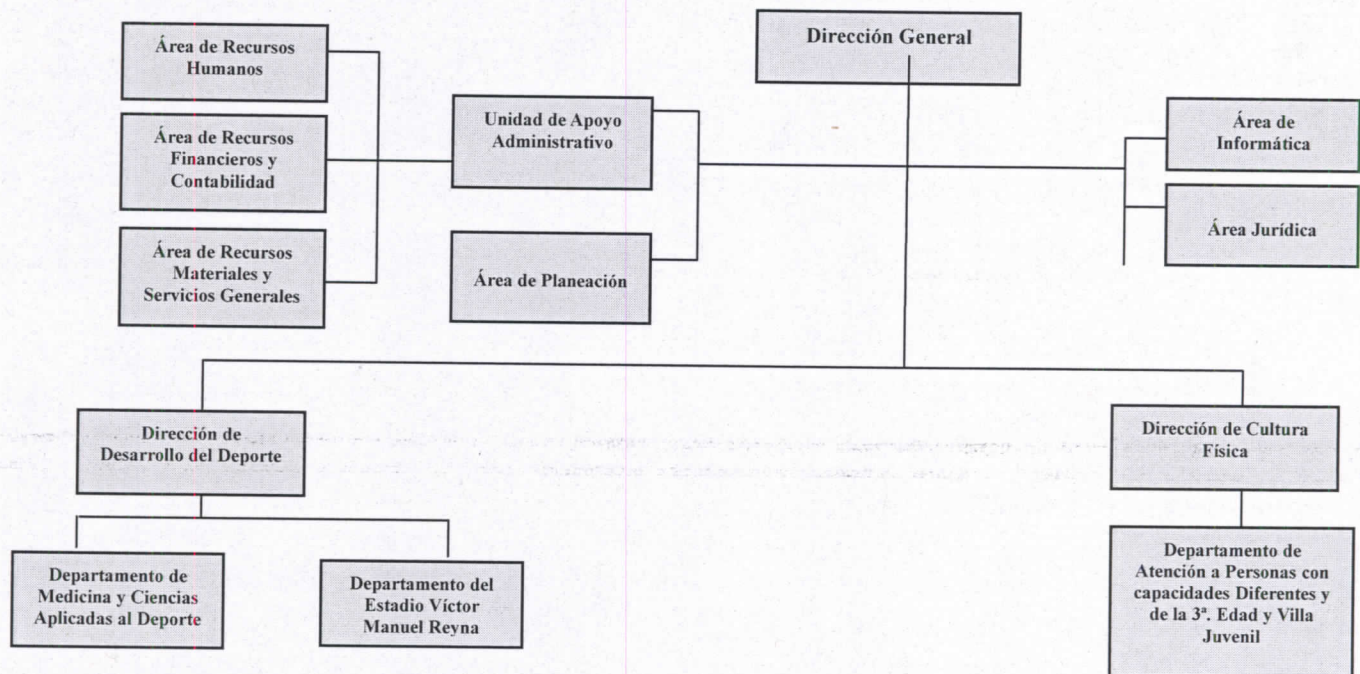 Dirección General
Área de Recursos
Humanos
Área de Recursos
Financieros y
Contabilidad
Área de Recursos
Materiales y
Servicios Generales
Unidad de Apoyo
Administrativo
Área de Planeación
Área de
Informática
Área Jurídica
Dirección de
Desarrollo del Deporte
Dirección de Cultura
Física
Departamento de
Medicina y Ciencias
Aplicadas al Deporte
Departamento del
Estadio Víctor
Manuel Reyna
Departamento de
Atención a Personas con
capacidades Diferentes y
de la 3ª. Edad y Villa
Juvenil